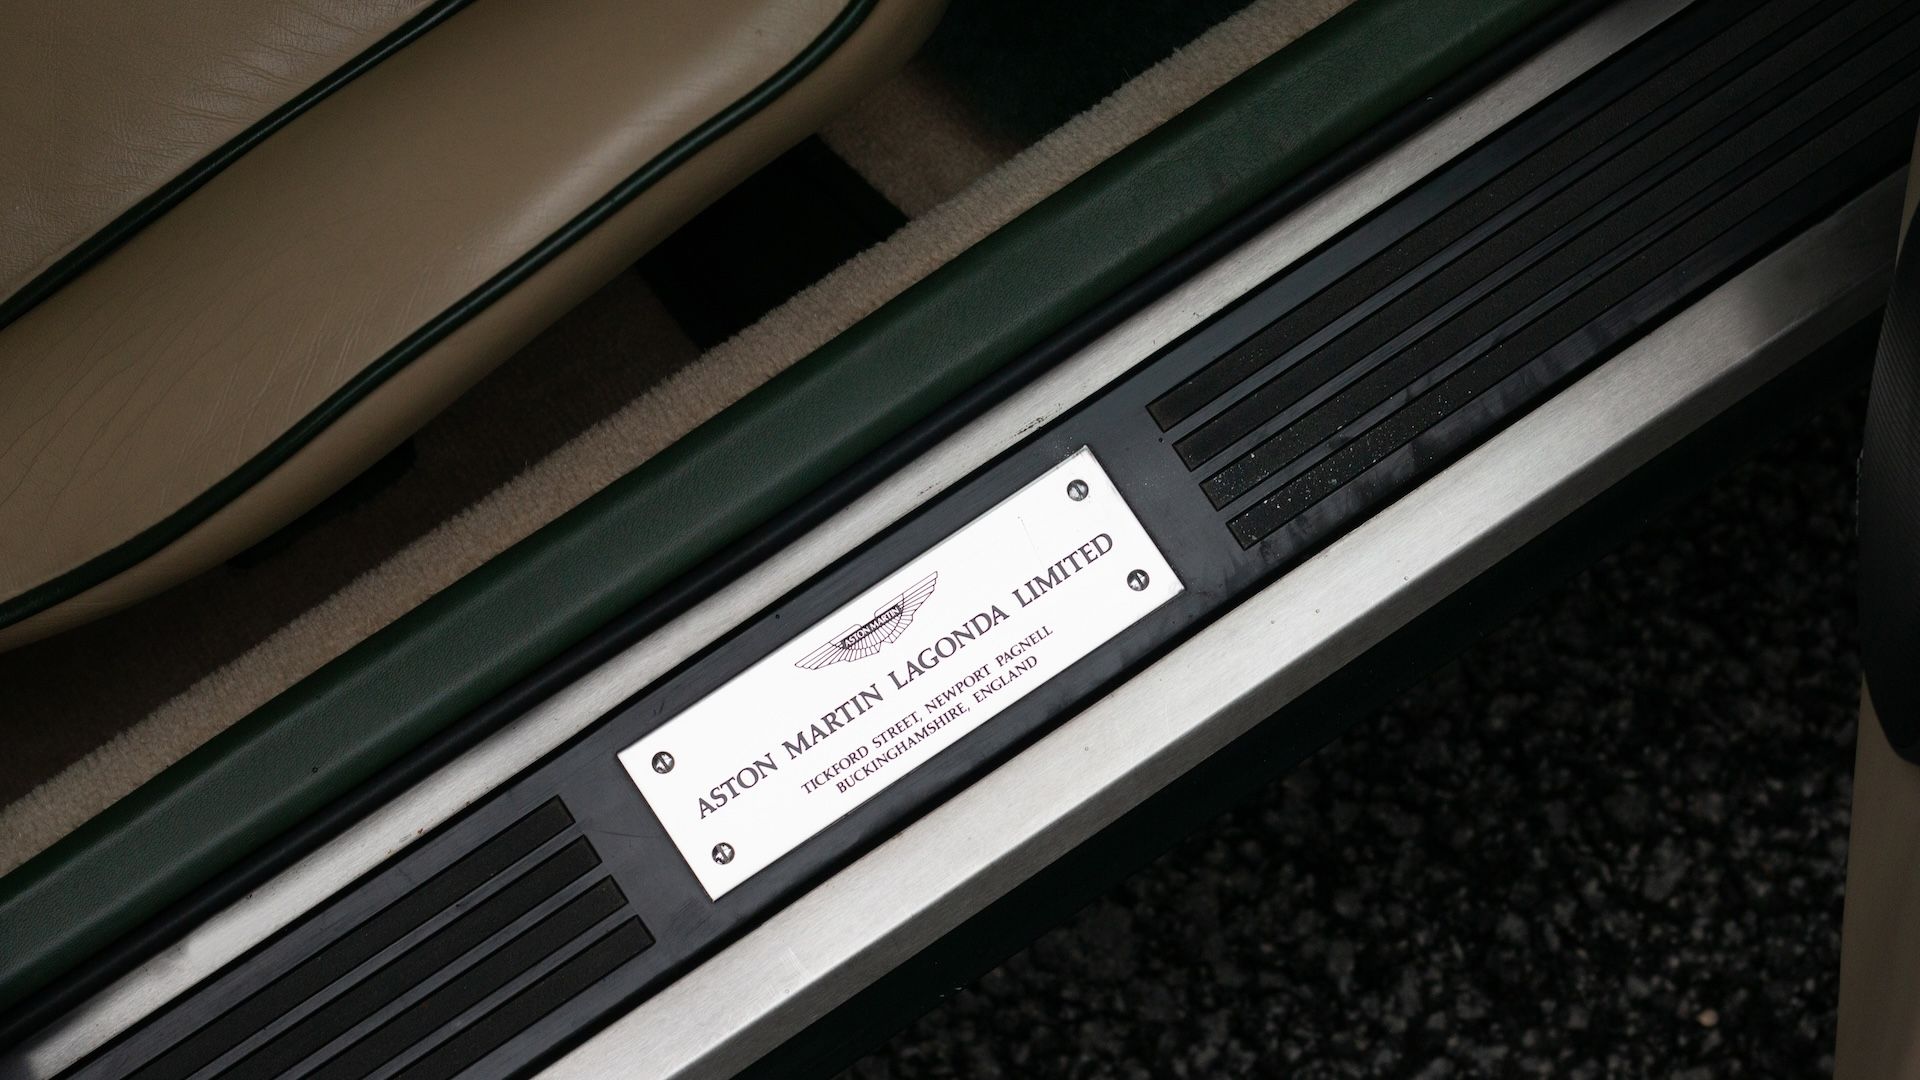 ASTON MARTIN
ASTON MARTIN LAGONDA LIMITED
TICKFORD STREET, NEWPORT PAGNELL
BUCKINGHAMSHIRE, ENGLAND